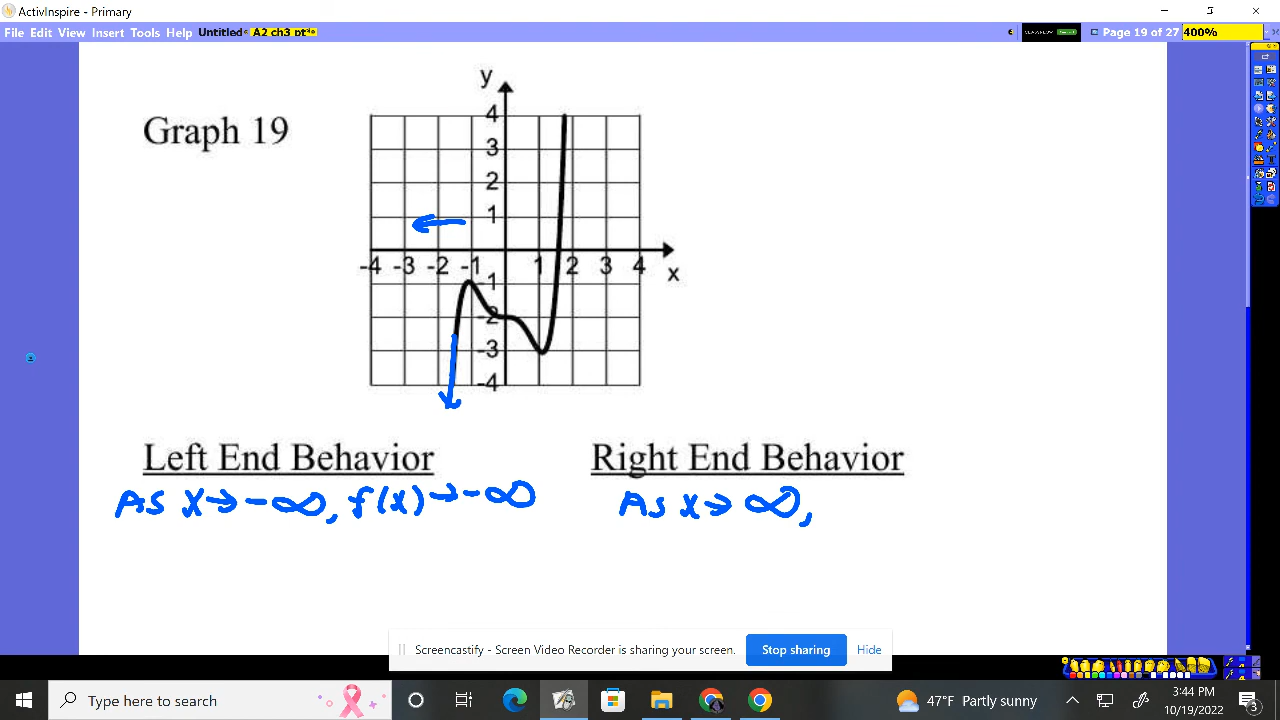 ActivInspire - Primary
File Edit View Insert Tools Help Untitled* A2 ch3 pt* Page 19 of 27 400%
y
Graph 19
4
3
2
1
-4 -3 -2 -1 1 2 3 4
x
-1
-2
-3
-4
Left End Behavior Right End Behavior
As x→-∞, f(x)→-∞ As x→∞,
Screencastify - Screen Video Recorder is sharing your screen. Stop sharing Hide
Type here to search 47°F Partly sunny 3:44 PM
10/19/2022 3